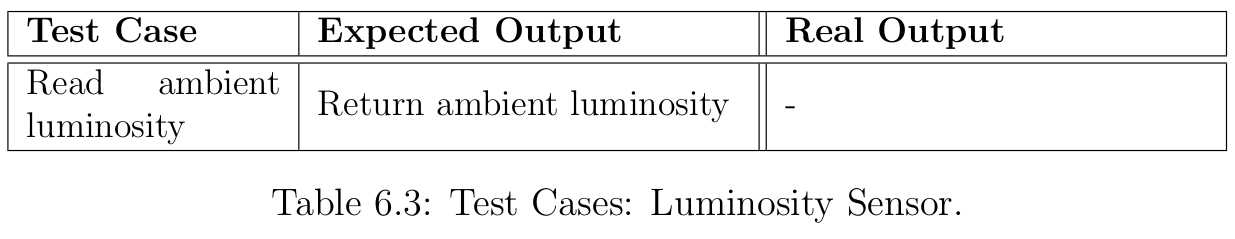 Test Case Expected Output Real Output
Read ambient
luminosity
Return ambient luminosity
-
Table 6.3: Test Cases: Luminosity Sensor.